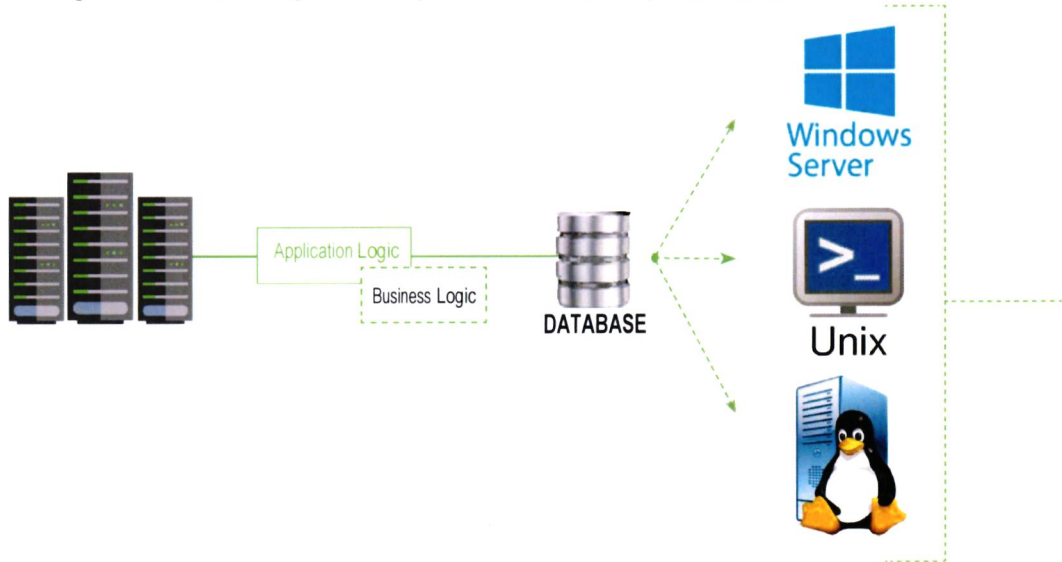 Application Logic
Business Logic
DATABASE
Windows
Server
>_
Unix